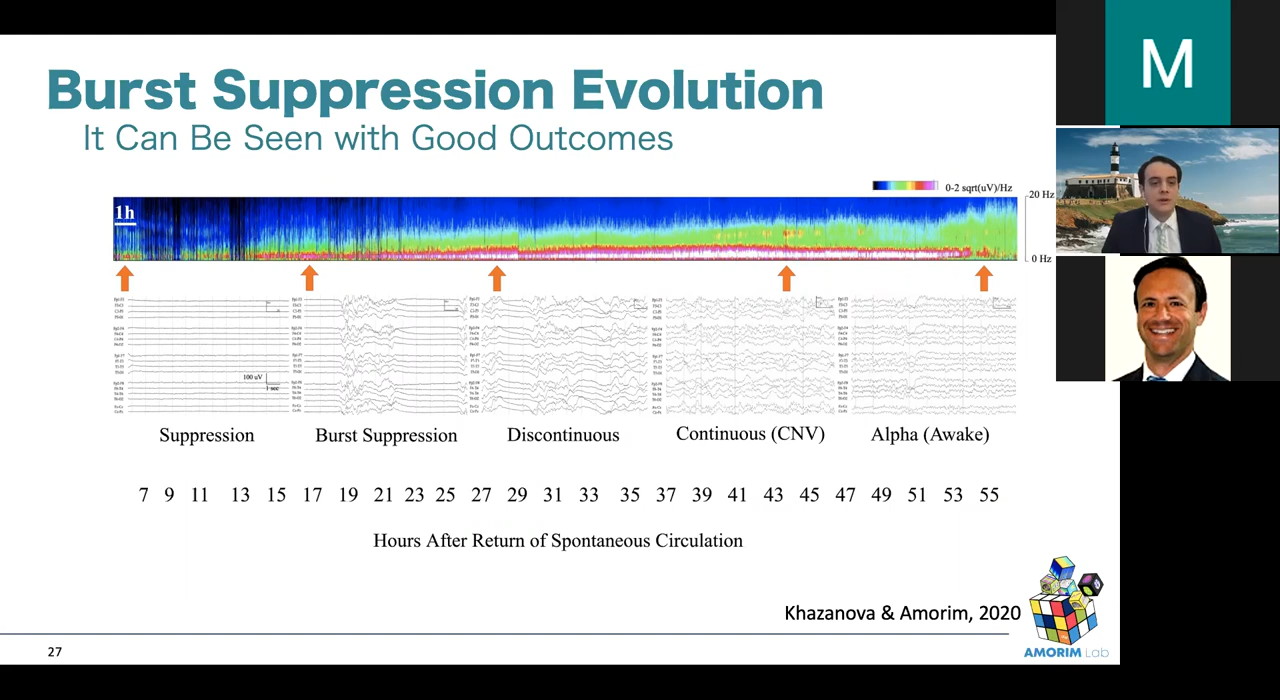 Burst Suppression Evolution
It Can Be Seen with Good Outcomes
M
0-2 sqrt(uV)/Hz
20 Hz
1h
0 Hz
100 uV
1 sec
Suppression
Burst Suppression
Discontinuous
Continuous (CNV)
Alpha (Awake)
7 9 11 13 15 17 19 21 23 25 27 29 31 33 35 37 39 41 43 45 47 49 51 53 55
Hours After Return of Spontaneous Circulation
Khazanova & Amorim, 2020
AMORIM Lab
27